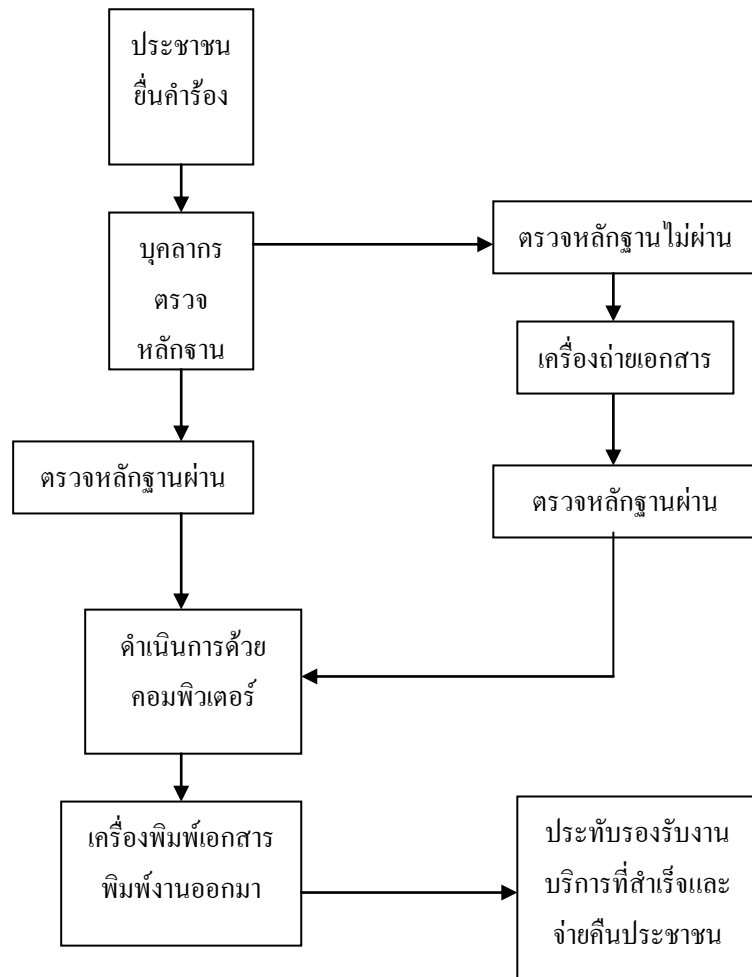 ประชาชน
ยื่นคำร้อง
บุคลากร
ตรวจ
หลักฐาน
ตรวจหลักฐานไม่ผ่าน
เครื่องถ่ายเอกสาร
ตรวจหลักฐานผ่าน
ตรวจหลักฐานผ่าน
ดำเนินการด้วย
คอมพิวเตอร์
เครื่องพิมพ์เอกสาร
พิมพ์งานออกมา
ประทับรองรับงาน
บริการที่สำเร็จและ
จ่ายคืนประชาชน